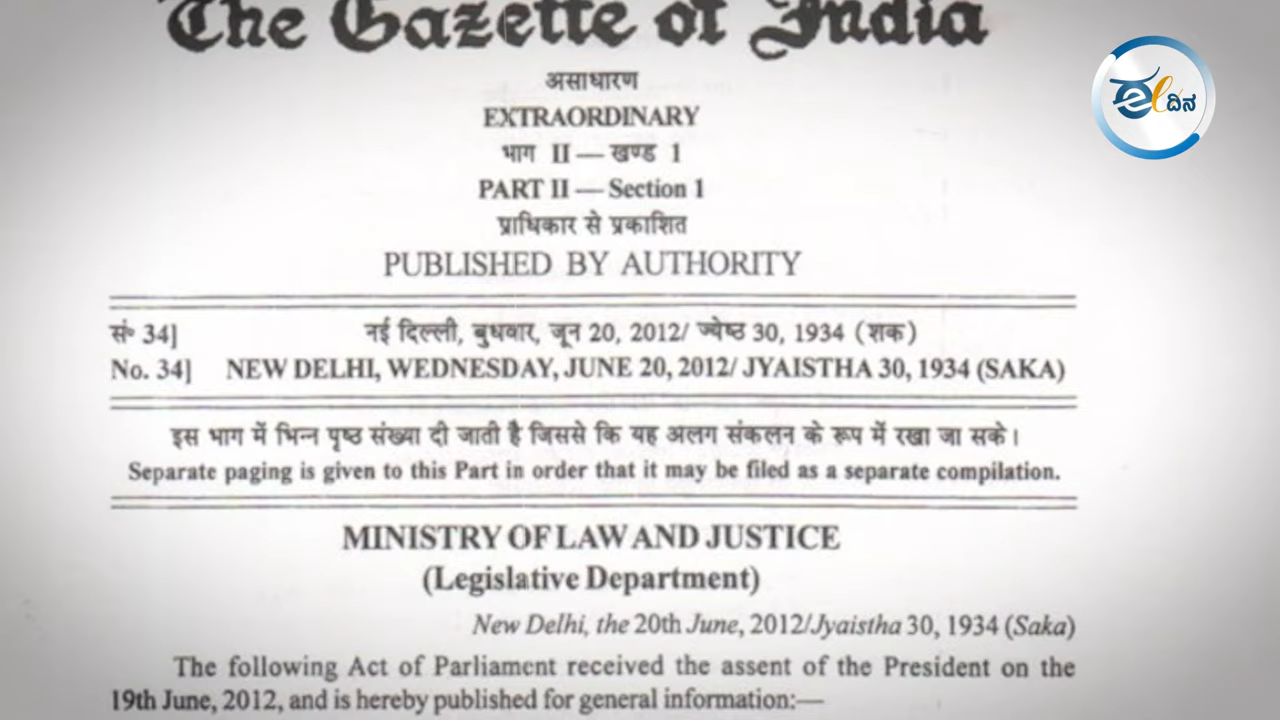 The Gazette of India
असाधारण
EXTRAORDINARY
भाग II — खण्ड 1
PART II — Section 1
प्राधिकार से प्रकाशित
PUBLISHED BY AUTHORITY
सं० 34]	नई दिल्ली, बुधवार, जून 20, 2012/ ज्येष्ठ 30, 1934 (शक)
No. 34]	NEW DELHI, WEDNESDAY, JUNE 20, 2012/ JYAISTHA 30, 1934 (SAKA)
इस भाग में भिन्न पृष्ठ संख्या दी जाती है जिससे कि यह अलग संकलन के रूप में रखा जा सके।
Separate paging is given to this Part in order that it may be filed as a separate compilation.
MINISTRY OF LAW AND JUSTICE
(Legislative Department)
New Delhi, the 20th June, 2012/Jyaistha 30, 1934 (Saka)
The following Act of Parliament received the assent of the President on the
19th June, 2012, and is hereby published for general information:—
ದಿನ